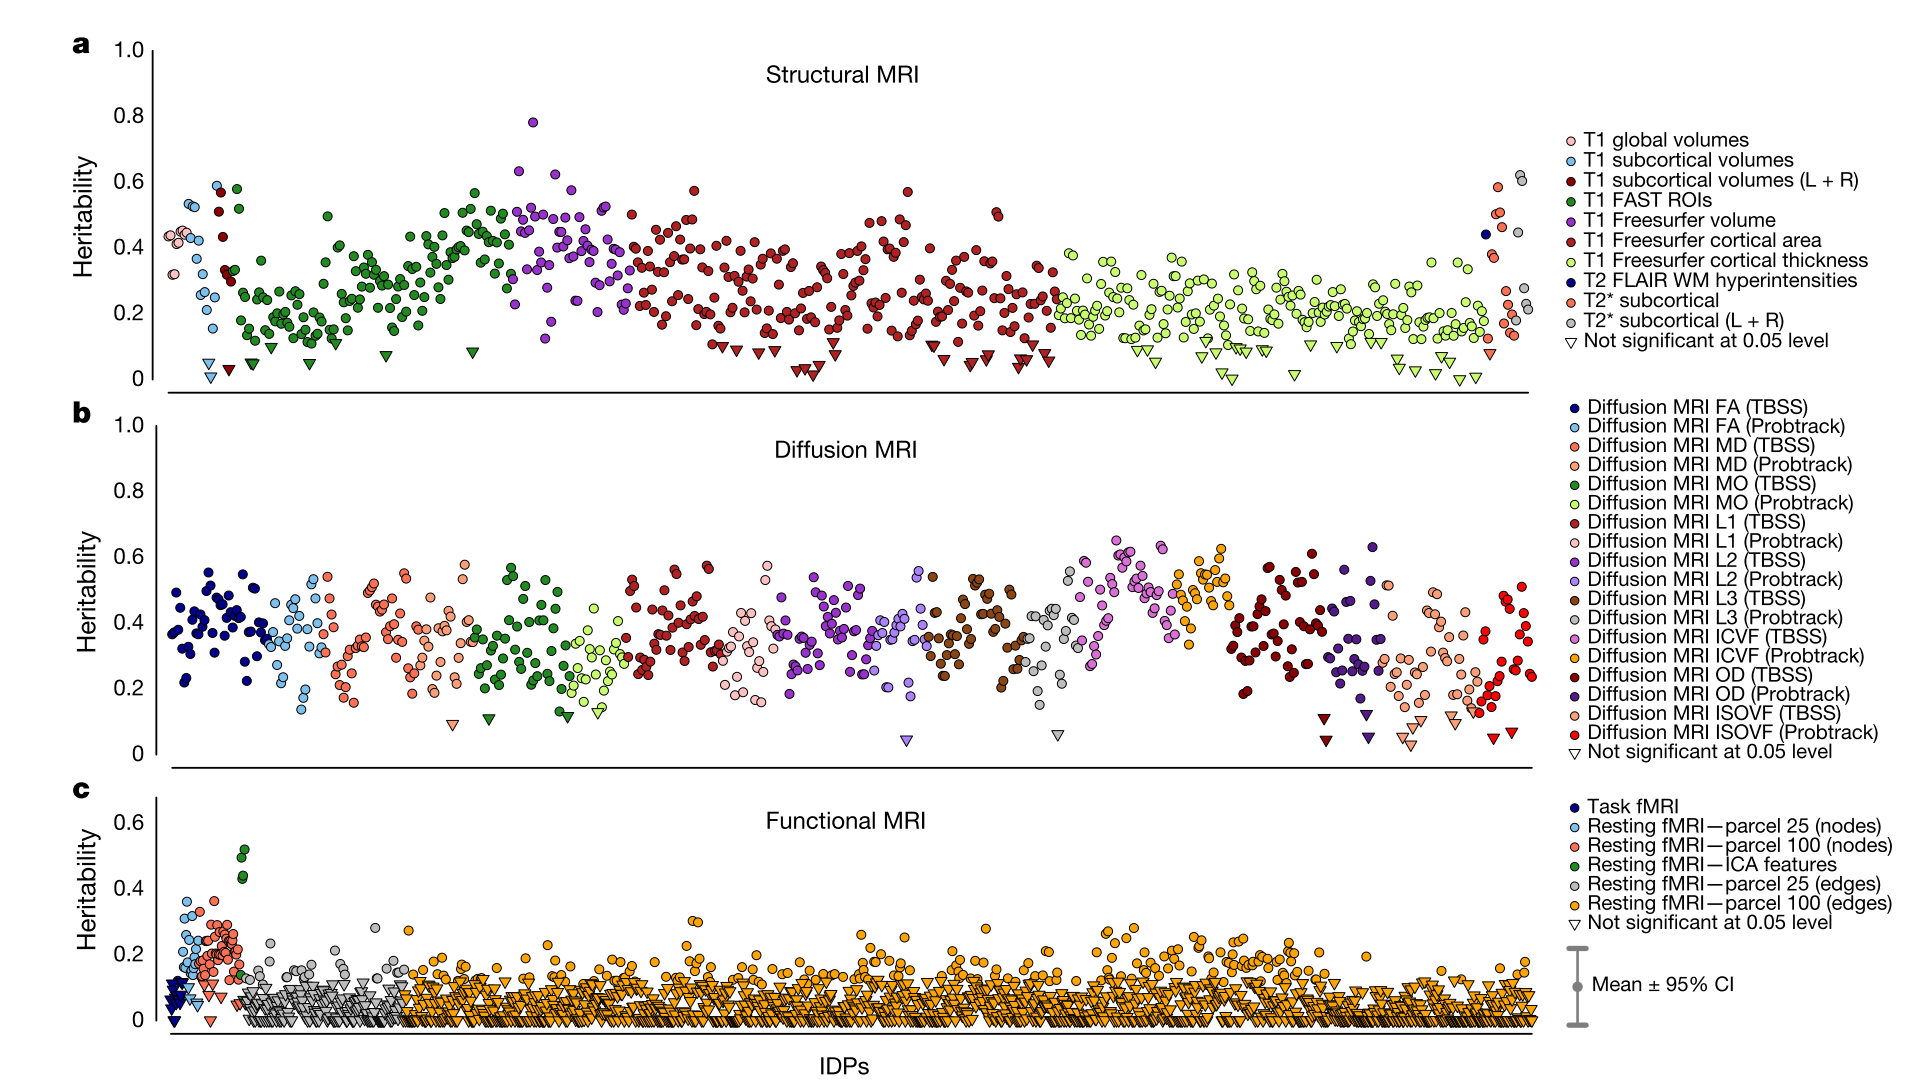 a
Structural MRI
Heritability
1.0
0.8
0.6
0.4
0.2
0
T1 global volumes
T1 subcortical volumes
T1 subcortical volumes (L + R)
T1 FAST ROIs
T1 Freesurfer volume
T1 Freesurfer cortical area
T1 Freesurfer cortical thickness
T2 FLAIR WM hyperintensities
T2* subcortical
T2* subcortical (L + R)
Not significant at 0.05 level
b
Diffusion MRI
Heritability
1.0
0.8
0.6
0.4
0.2
0
Diffusion MRI FA (TBSS)
Diffusion MRI FA (Probtrack)
Diffusion MRI MD (TBSS)
Diffusion MRI MD (Probtrack)
Diffusion MRI MO (TBSS)
Diffusion MRI MO (Probtrack)
Diffusion MRI L1 (TBSS)
Diffusion MRI L1 (Probtrack)
Diffusion MRI L2 (TBSS)
Diffusion MRI L2 (Probtrack)
Diffusion MRI L3 (TBSS)
Diffusion MRI L3 (Probtrack)
Diffusion MRI ICVF (TBSS)
Diffusion MRI ICVF (Probtrack)
Diffusion MRI OD (TBSS)
Diffusion MRI OD (Probtrack)
Diffusion MRI ISOVF (TBSS)
Diffusion MRI ISOVF (Probtrack)
Not significant at 0.05 level
c
Functional MRI
Heritability
0.6
0.4
0.2
0
IDPs
Task fMRI
Resting fMRI—parcel 25 (nodes)
Resting fMRI—parcel 100 (nodes)
Resting fMRI—ICA features
Resting fMRI—parcel 25 (edges)
Resting fMRI—parcel 100 (edges)
Not significant at 0.05 level
Mean ± 95% CI